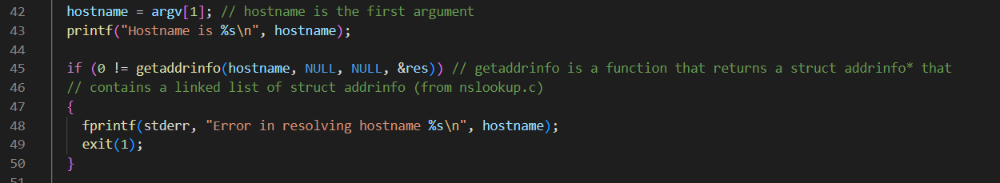 42 hostname = argv[1]; // hostname is the first argument
43 printf("Hostname is %s\n", hostname);
44
45 if (0 != getaddrinfo(hostname, NULL, NULL, &res)) // getaddrinfo is a function that returns a struct addrinfo* that
46 // contains a linked list of struct addrinfo (from nslookup.c)
47 {
48 fprintf(stderr, "Error in resolving hostname %s\n", hostname);
49 exit(1);
50 }
51